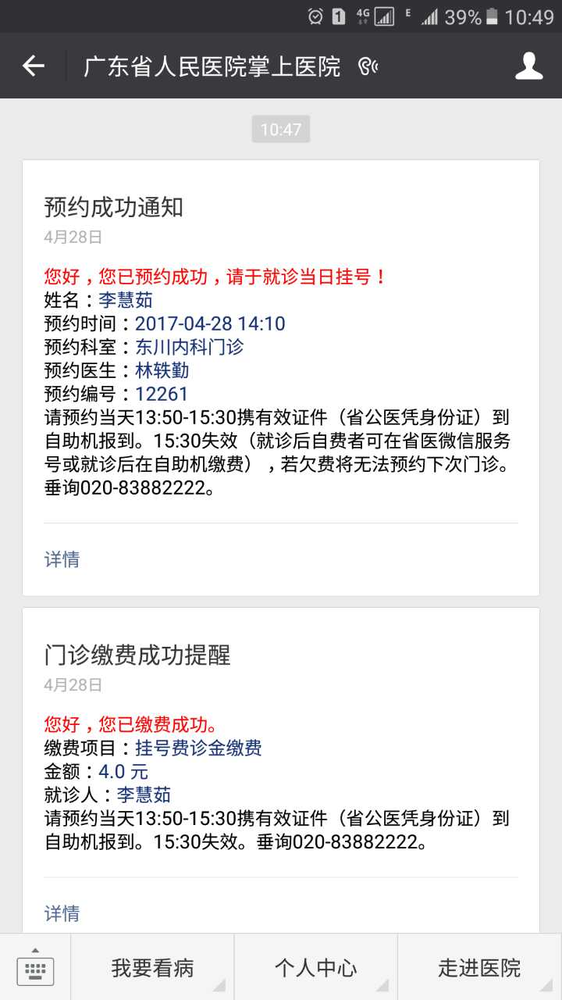 1 4G E 39% 10:49
广东省人民医院掌上医院
10:47
预约成功通知
4月28日
您好，您已预约成功，请于就诊当日挂号！
姓名：李慧茹
预约时间：2017-04-28 14:10
预约科室：东川内科门诊
预约医生：林轶勤
预约编号：12261
请预约当天13:50-15:30携有效证件（省公医凭身份证）到
自助机报到。15:30失效（就诊后自费者可在省医微信服务
号或就诊后在自助机缴费），若欠费将无法预约下次门诊。
垂询020-83882222。
详情
门诊缴费成功提醒
4月28日
您好，您已缴费成功。
缴费项目：挂号费诊金缴费
金额：4.0 元
就诊人：李慧茹
请预约当天13:50-15:30携有效证件（省公医凭身份证）到
自助机报到。15:30失效。垂询020-83882222。
详情
我要看病 个人中心 走进医院